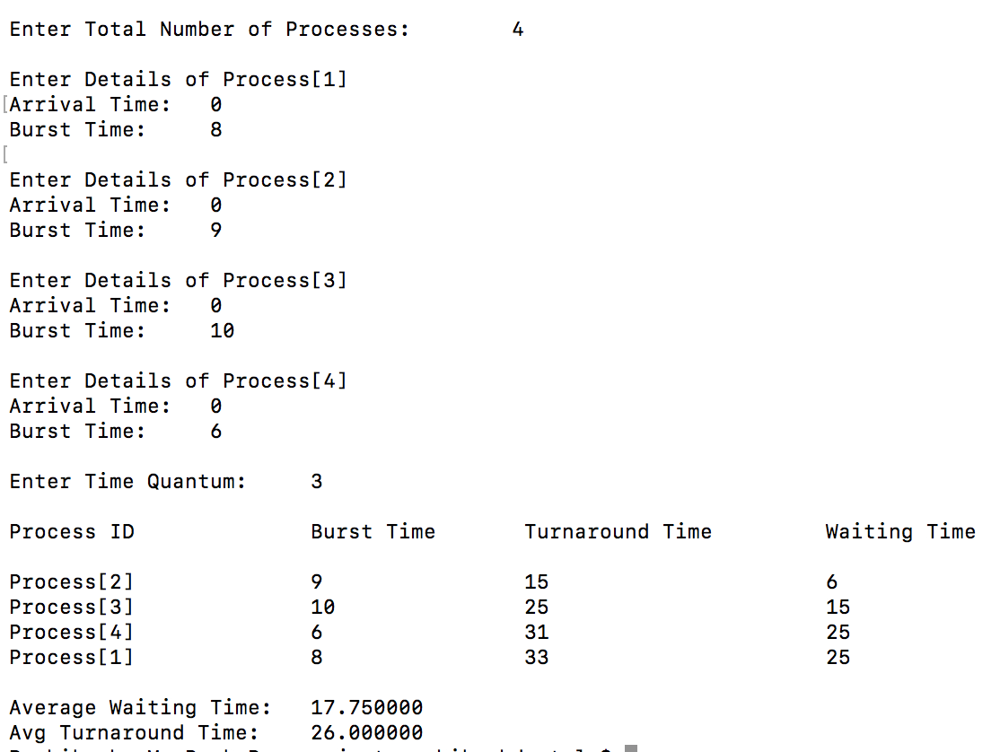 Enter Total Number of Processes: 4
Enter Details of Process[1]
[Arrival Time: 0
Burst Time: 8
[
Enter Details of Process[2]
Arrival Time: 0
Burst Time: 9
Enter Details of Process[3]
Arrival Time: 0
Burst Time: 10
Enter Details of Process[4]
Arrival Time: 0
Burst Time: 6
Enter Time Quantum: 3
Process ID Burst Time Turnaround Time Waiting Time
Process[2] 9 15 6
Process[3] 10 25 15
Process[4] 6 31 25
Process[1] 8 33 25
Average Waiting Time: 17.750000
Avg Turnaround Time: 26.000000